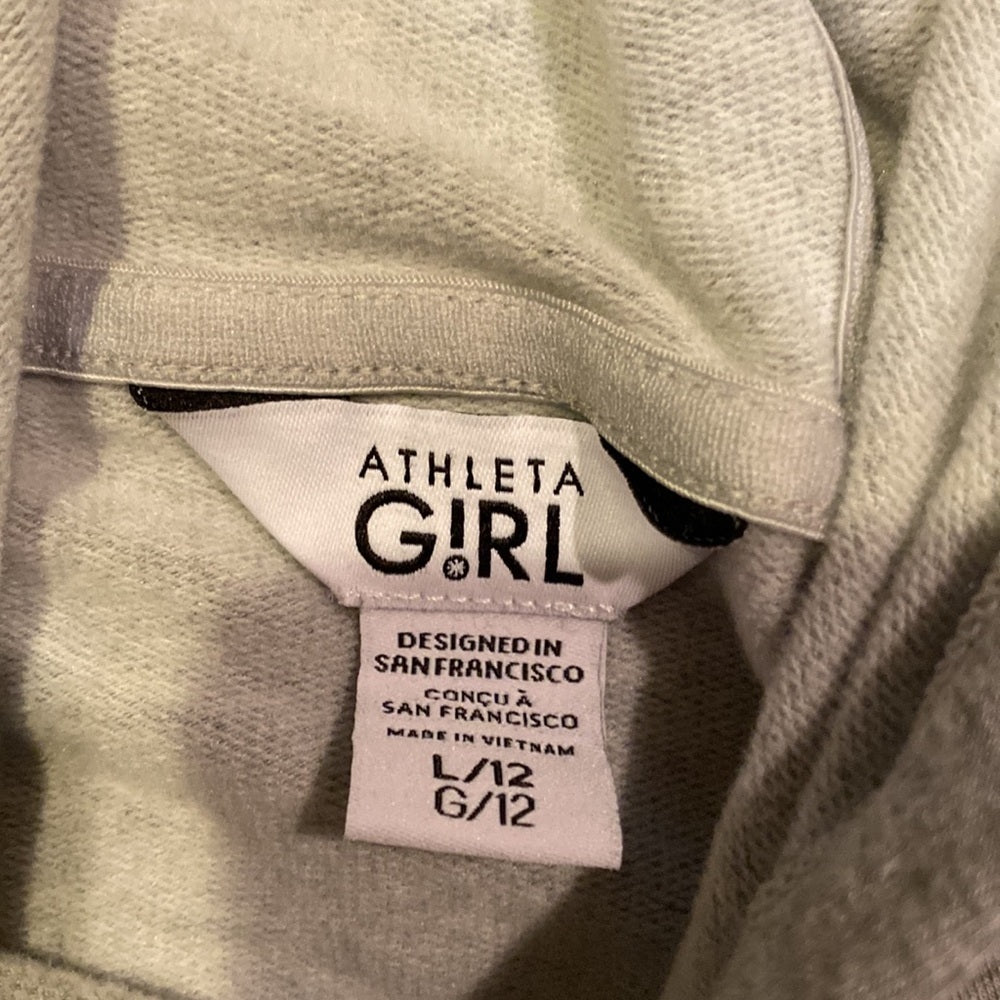 ATHLETA
G!RL
DESIGNED IN
SAN FRANCISCO
CONÇU À
SAN FRANCISCO
MADE IN VIETNAM
L/12
G/12